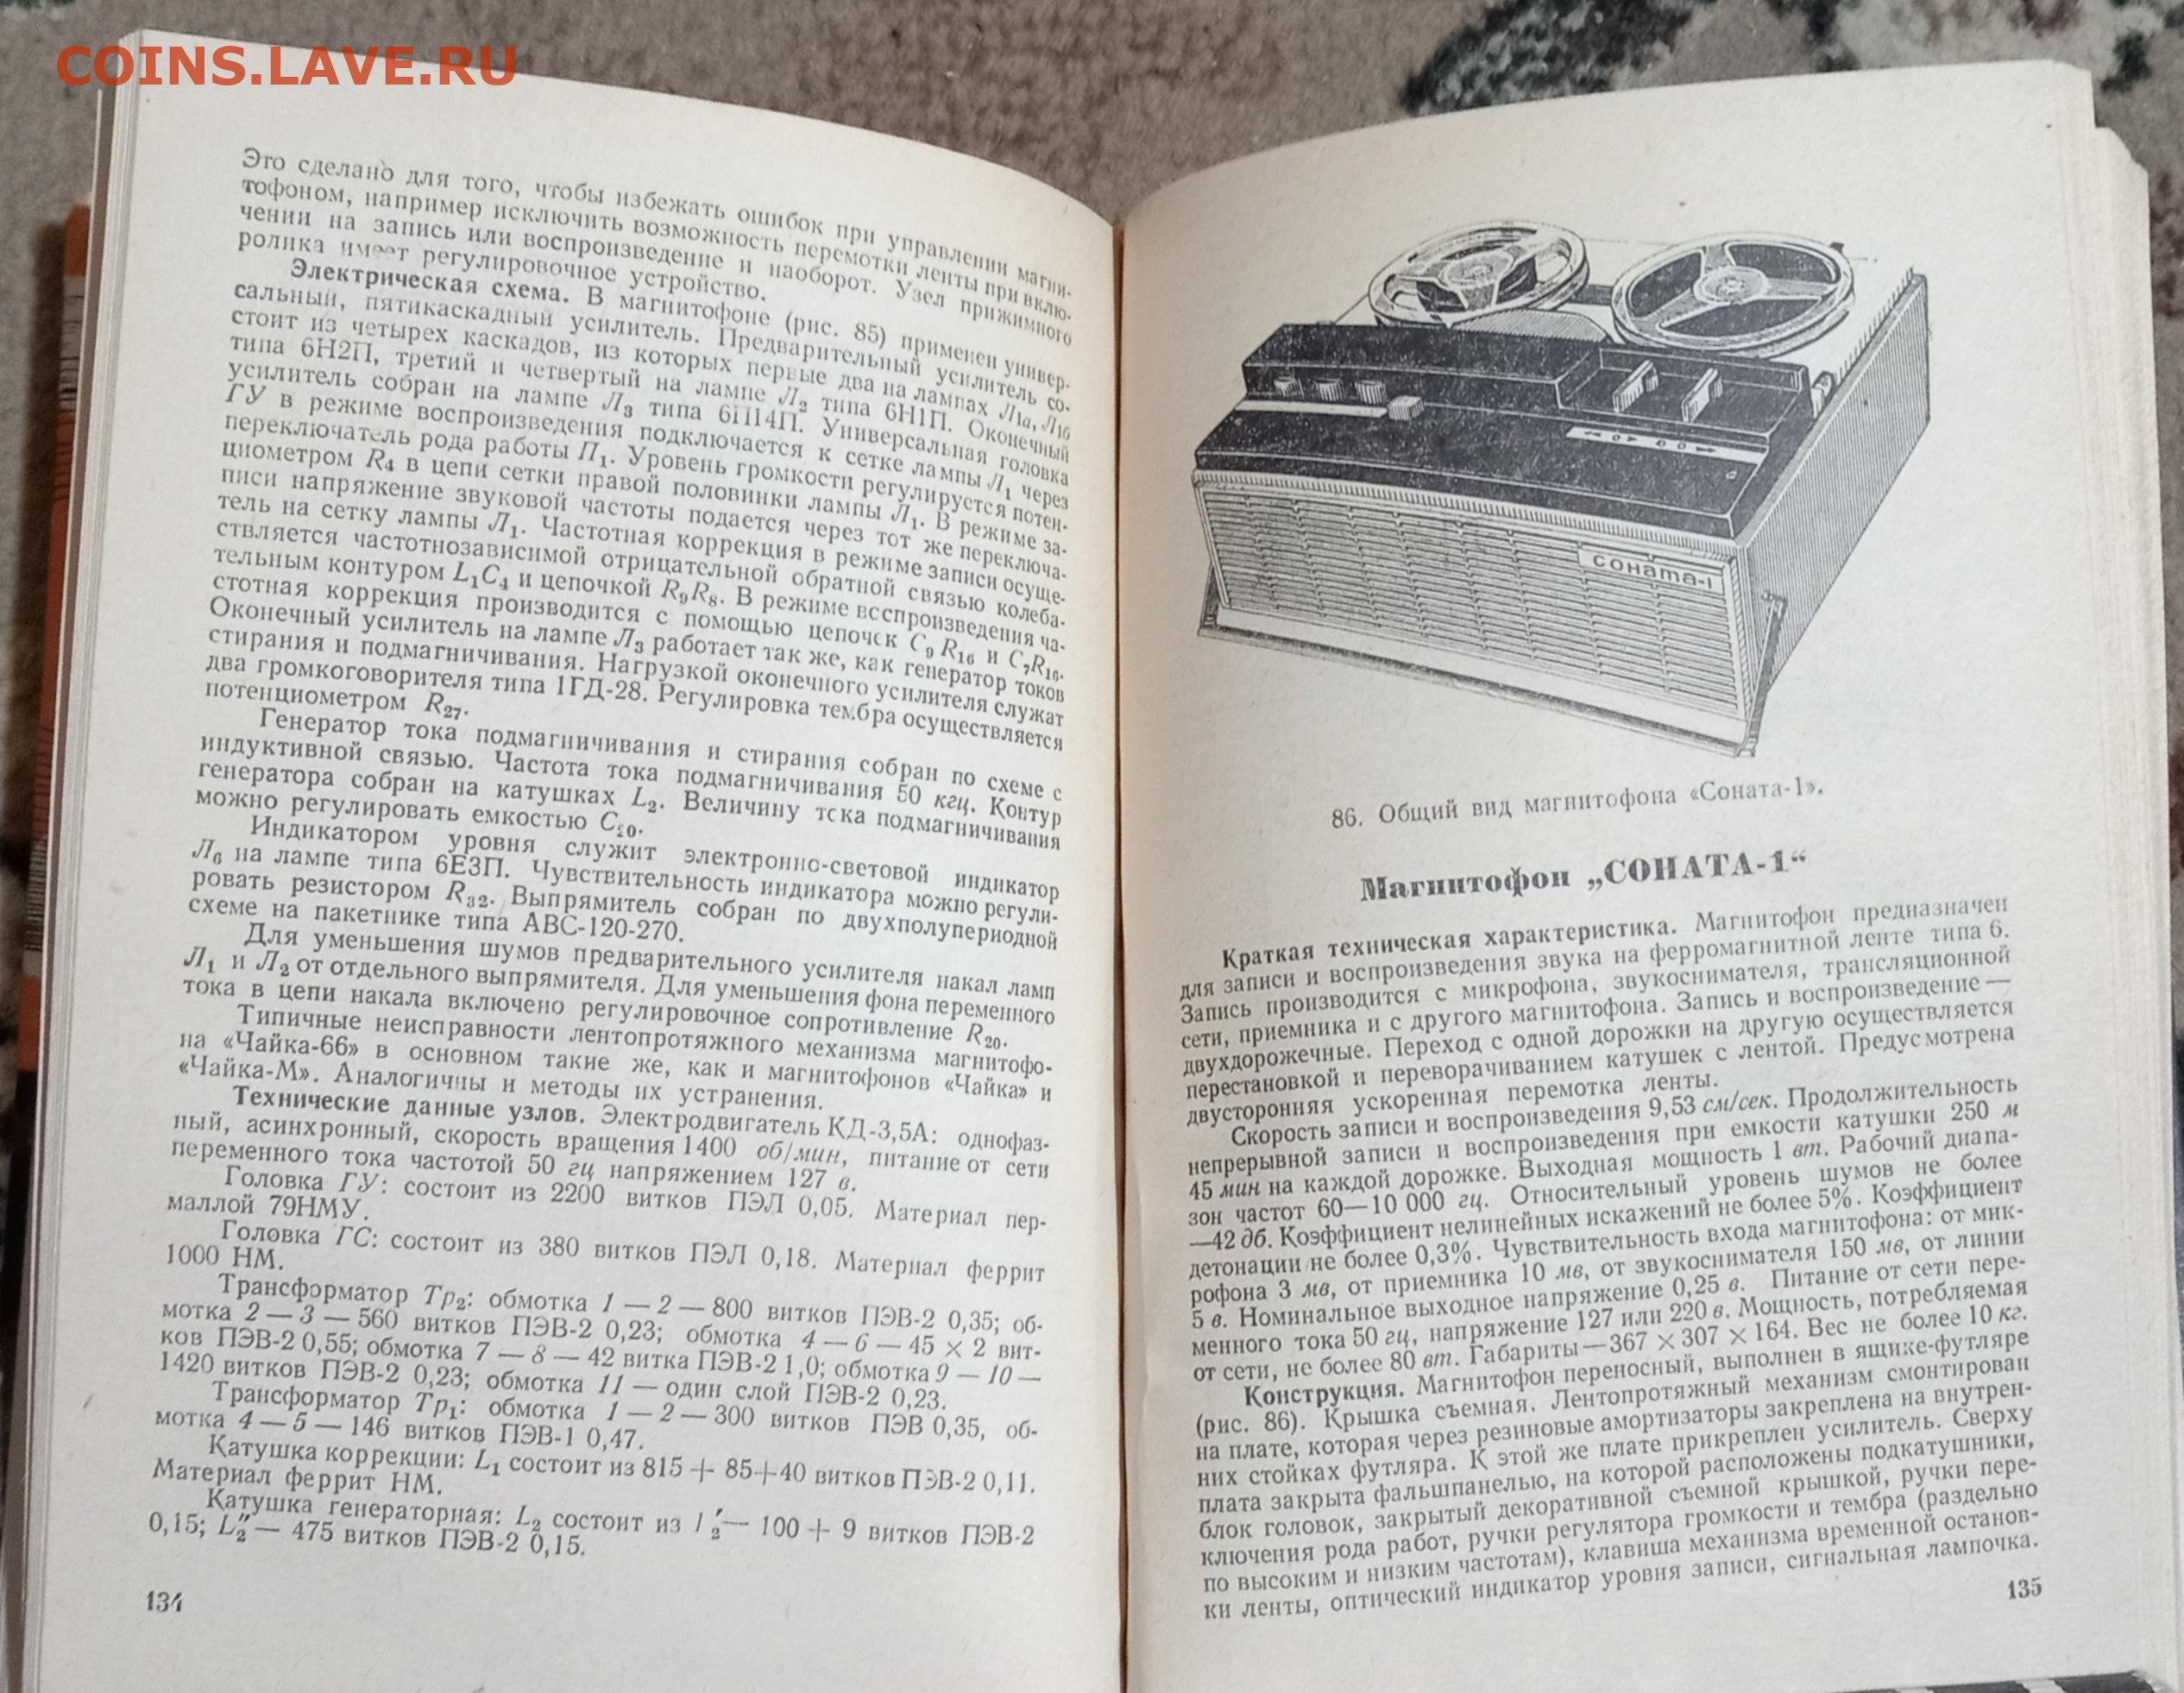 COINS.LAVE.RU
Это сделано для того, чтобы избежать ошибок при управлении магни-
тофоном, например исключить возможность перемотки ленты при вклю-
чении на запись или воспроизведение и наоборот. Узел прижимного
ролика имеет регулировочное устройство.
Электрическая схема. В магнитофоне (рис. 85) применен универ-
сальный, пятикаскадный усилитель. Предварительный усилитель со-
стоит из четырех каскадов, из которых первые два на лампах Л1а, Л1б
типа 6Н2П, третий и четвертый на лампе Л2 типа 6Н1П. Оконечный
усилитель собран на лампе Л3 типа 6П14П. Универсальная головка
ГУ в режиме воспроизведения подключается к сетке лампы Л1 через
переключатель рода работы П1. Уровень громкости регулируется потен-
циометром R4 в цепи сетки правой половинки лампы Л1. В режиме за-
писи напряжение звуковой частоты подается через тот же переключа-
тель на сетку лампы Л1. Частотная коррекция в режиме записи осуще-
ствляется частотнозависимой отрицательной обратной связью колеба-
тельным контуром L1C4 и цепочкой R9R8. В режиме воспроизведения ча-
стотная коррекция производится с помощью цепочек C9 R16 и C7R16.
Оконечный усилитель на лампе Л3 работает так же, как генератор токов
стирания и подмагничивания. Нагрузкой оконечного усилителя служат
два громкоговорителя типа 1ГД-28. Регулировка тембра осуществляется
потенциометром R27.
Генератор тока подмагничивания и стирания собран по схеме с
индуктивной связью. Частота тока подмагничивания 50 кгц. Контур
генератора собран на катушках L2. Величину тока подмагничивания
можно регулировать емкостью C20.
Индикатором уровня служит электронно-световой индикатор
Л6 на лампе типа 6Е3П. Чувствительность индикатора можно регули-
ровать резистором R32. Выпрямитель собран по двухполупериодной
схеме на пакетнике типа АВС-120-270.
Для уменьшения шумов предварительного усилителя накал ламп
Л1 и Л2 от отдельного выпрямителя. Для уменьшения фона переменного
тока в цепи накала включено регулировочное сопротивление R20.
Типичные неисправности лентопротяжного механизма магнитофо-
на «Чайка-66» в основном такие же, как и магнитофонов «Чайка» и
«Чайка-М». Аналогичны и методы их устранения.
Технические данные узлов. Электродвигатель КД-3,5А: однофаз-
ный, асинхронный, скорость вращения 1400 об/мин, питание от сети
переменного тока частотой 50 гц напряжением 127 в.
Головка ГУ: состоит из 2200 витков ПЭЛ 0,05. Материал пер-
маллой 79НМУ.
Головка ГС: состоит из 380 витков ПЭЛ 0,18. Материал феррит
1000 НМ.
Трансформатор Тр2: обмотка 1 — 2 — 800 витков ПЭВ-2 0,35; об-
мотка 2 — 3 — 560 витков ПЭВ-2 0,23; обмотка 4 — 6 — 45 × 2 вит-
ков ПЭВ-2 0,55; обмотка 7 — 8 — 42 витка ПЭВ-2 1,0; обмотка 9 — 10 —
1420 витков ПЭВ-2 0,23; обмотка 11 — один слой ПЭВ-2 0,23.
Трансформатор Тр1: обмотка 1 — 2 — 300 витков ПЭВ 0,35, об-
мотка 4 — 5 — 146 витков ПЭВ-1 0,47.
Катушка коррекции: L1 состоит из 815 + 85+40 витков ПЭВ-2 0,11.
Материал феррит НМ.
Катушка генераторная: L2 состоит из 2′— 100 + 9 витков ПЭВ-2
0,15; L2″ — 475 витков ПЭВ-2 0,15.
134
соната-1
86. Общий вид магнитофона «Соната-1».
Магнитофон „СОНАТА-1“
Краткая техническая характеристика. Магнитофон предназначен
для записи и воспроизведения звука на ферромагнитной ленте типа 6.
Запись производится с микрофона, звукоснимателя, трансляционной
сети, приемника и с другого магнитофона. Запись и воспроизведение —
двухдорожечные. Переход с одной дорожки на другую осуществляется
перестановкой и переворачиванием катушек с лентой. Предусмотрена
двусторонняя ускоренная перемотка ленты.
Скорость записи и воспроизведения 9,53 см/сек. Продолжительность
непрерывной записи и воспроизведения при емкости катушки 250 м
45 мин на каждой дорожке. Выходная мощность 1 вт. Рабочий диапа-
зон частот 60—10 000 гц. Относительный уровень шумов не более
—42 дб. Коэффициент нелинейных искажений не более 5%. Коэффициент
детонации не более 0,3%. Чувствительность входа магнитофона: от мик-
рофона 3 мв, от приемника 10 мв, от звукоснимателя 150 мв, от линии
5 в. Номинальное выходное напряжение 0,25 в. Питание от сети пере-
менного тока 50 гц, напряжение 127 или 220 в. Мощность, потребляемая
от сети, не более 80 вт. Габариты—367 × 307 × 164. Вес не более 10 кг.
Конструкция. Магнитофон переносный, выполнен в ящике-футляре
(рис. 86). Крышка съемная. Лентопротяжный механизм смонтирован
на плате, которая через резиновые амортизаторы закреплена на внутрен-
них стойках футляра. К этой же плате прикреплен усилитель. Сверху
плата закрыта фальшпанелью, на которой расположены подкатушники,
блок головок, закрытый декоративной съемной крышкой, ручки пере-
ключения рода работ, ручки регулятора громкости и тембра (раздельно
по высоким и низким частотам), клавиша механизма временной останов-
ки ленты, оптический индикатор уровня записи, сигнальная лампочка.
135